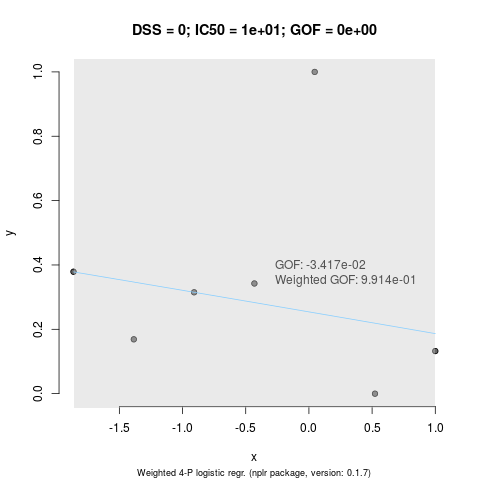 DSS = 0; IC50 = 1e+01; GOF = 0e+00
1.0
0.8
0.6
0.4
0.2
0.0
y
GOF: -3.417e-02
Weighted GOF: 9.914e-01
-1.5 -1.0 -0.5 0.0 0.5 1.0
x
Weighted 4-P logistic regr. (nplr package, version: 0.1.7)